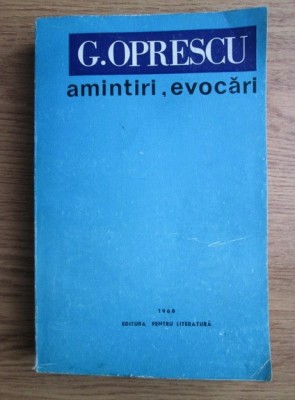 G. OPRESCU
amintiri, evocări
1968
EDITURA PENTRU LITERATURĂ